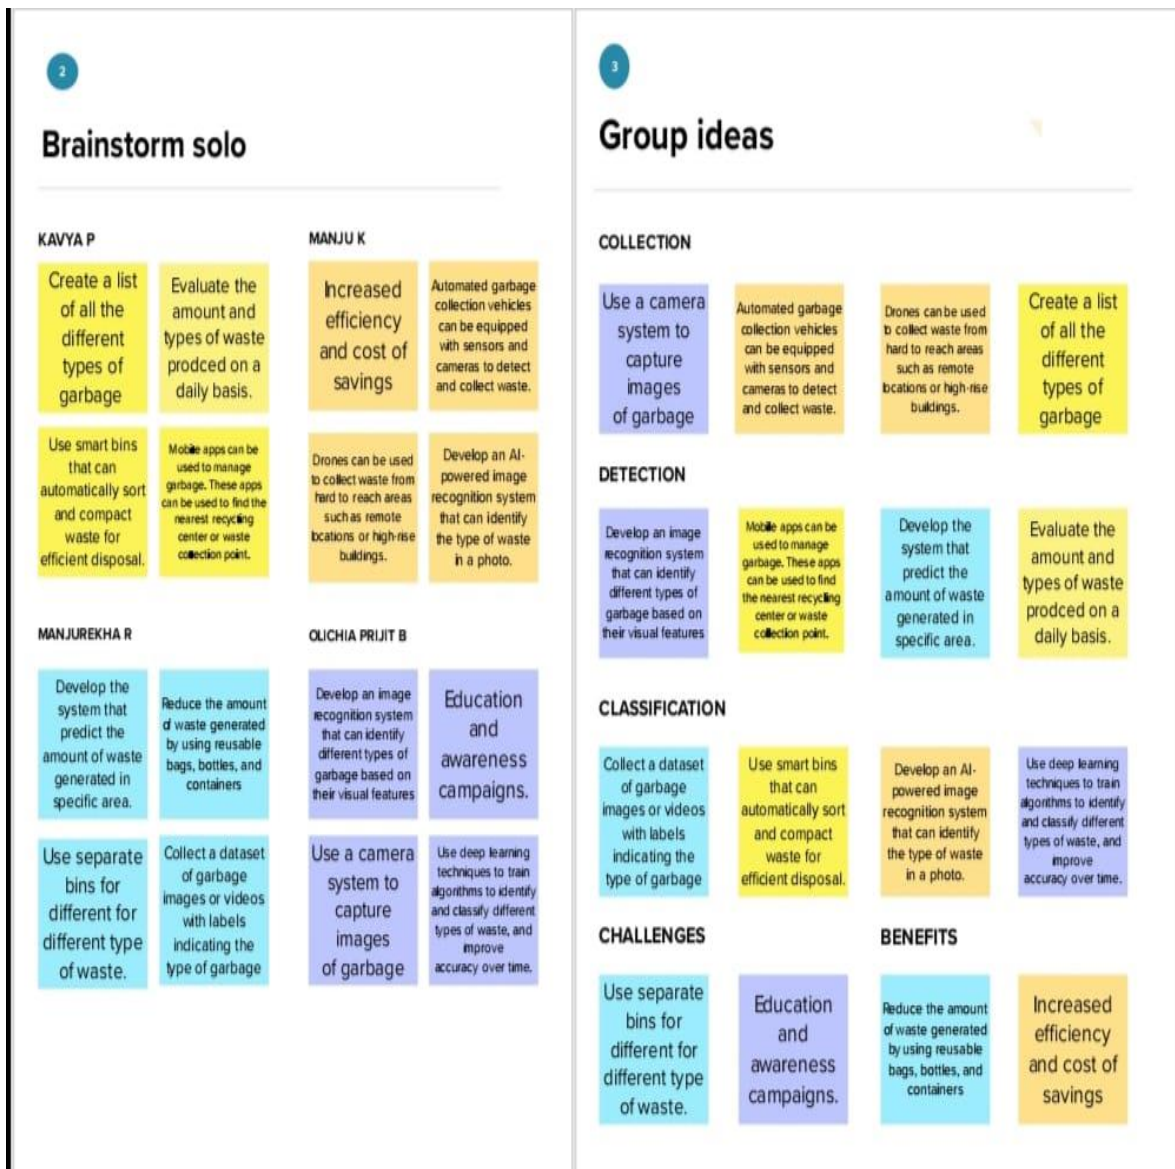 2
Brainstorm solo
KAVYA P
Create a list
of all the
different
types of
garbage
Evaluate the
amount and
types of waste
prodced on a
daily basis.
Use smart bins
that can
automatically sort
and compact
waste for
efficient disposal.
Mobile apps can be
used to manage
garbage. These apps
can be used to find the
nearest recycling
center or waste
collection point.
MANJU K
Increased
efficiency
and cost of
savings
Automated garbage
collection vehicles
can be equipped
with sensors and
cameras to detect
and collect waste.
Drones can be used
to collect waste from
hard to reach areas
such as remote
locations or high-rise
buildings.
Develop an AI-
powered image
recognition system
that can identify
the type of waste
in a photo.
MANJUREKHA R
Develop the
system that
predict the
amount of waste
generated in
specific area.
Reduce the amount
of waste generated
by using reusable
bags, bottles, and
containers
Use separate
bins for
different for
different type
of waste.
Collect a dataset
of garbage
images or videos
with labels
indicating the
type of garbage
OLICHIA PRIJIT B
Develop an image
recognition system
that can identify
different types of
garbage based on
their visual features
Education
and
awareness
campaigns.
Use a camera
system to
capture
images
of garbage
Use deep learning
techniques to train
algorithms to identify
and classify different
types of waste, and
improve
accuracy over time.
3
Group ideas
COLLECTION
Use a camera
system to
capture
images
of garbage
Automated garbage
collection vehicles
can be equipped
with sensors and
cameras to detect
and collect waste.
Drones can be used
to collect waste from
hard to reach areas
such as remote
locations or high-rise
buildings.
Create a list
of all the
different
types of
garbage
DETECTION
Develop an image
recognition system
that can identify
different types of
garbage based on
their visual features
Mobile apps can be
used to manage
garbage. These apps
can be used to find
the nearest recycling
center or waste
collection point.
Develop the
system that
predict the
amount of waste
generated in
specific area.
Evaluate the
amount and
types of waste
prodced on a
daily basis.
CLASSIFICATION
Collect a dataset
of garbage
images or videos
with labels
indicating the
type of garbage
Use smart bins
that can
automatically sort
and compact
waste for
efficient disposal.
Develop an AI-
powered image
recognition system
that can identify
the type of waste
in a photo.
Use deep learning
techniques to train
algorithms to identify
and classify different
types of waste, and
improve
accuracy over time.
CHALLENGES
Use separate
bins for
different for
different type
of waste.
Education
and
awareness
campaigns.
BENEFITS
Reduce the amount
of waste generated
by using reusable
bags, bottles, and
containers
Increased
efficiency
and cost of
savings